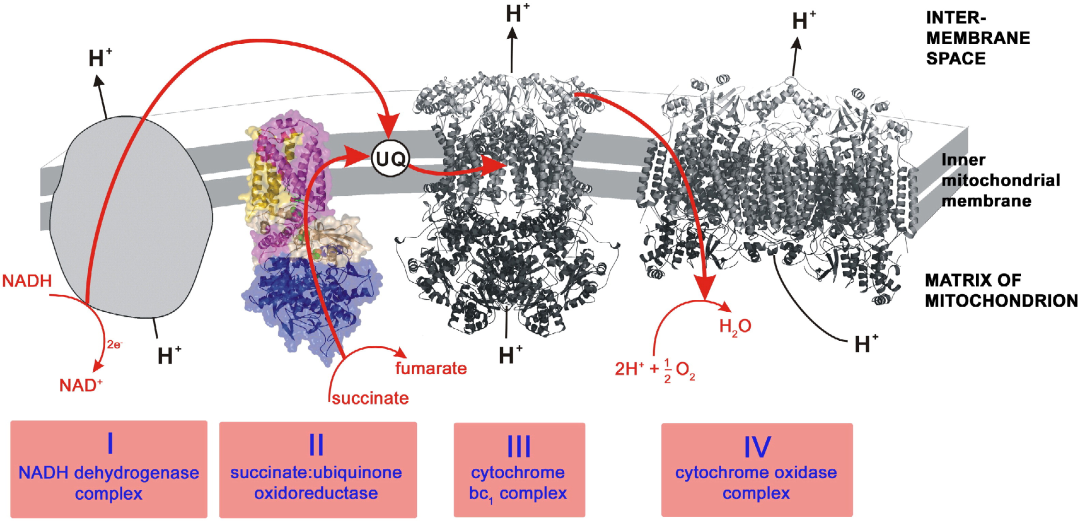 H⁺
H⁺
H⁺
INTER-
MEMBRANE
SPACE
UQ
Inner
mitochondrial
membrane
MATRIX OF
MITOCHONDRION
NADH
2e⁻
NAD⁺
H⁺
fumarate
succinate
H⁺
H₂O
2H⁺ + ½ O₂
H⁺
I
NADH dehydrogenase
complex
II
succinate:ubiquinone
oxidoreductase
III
cytochrome
bc₁ complex
IV
cytochrome oxidase
complex